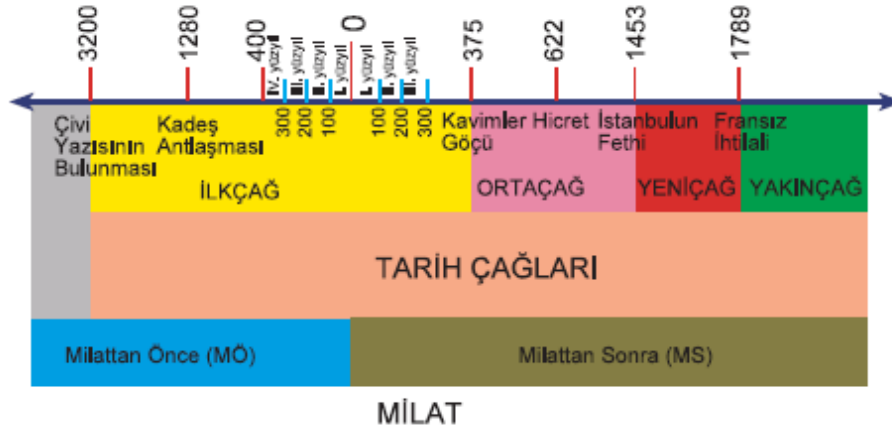 3200 1280 400 IV. yüzyıl III. yüzyıl II. yüzyıl I. yüzyıl 0 I. yüzyıl II. yüzyıl III. yüzyıl 375 622 1453 1789
300 200 100 100 200 300
Çivi Yazısının Bulunması
Kadeş Antlaşması
Kavimler Göçü
Hicret
İstanbulun Fethi
Fransız İhtilali
İLKÇAĞ ORTAÇAĞ YENİÇAĞ YAKINÇAĞ
TARİH ÇAĞLARI
Milattan Önce (MÖ) Milattan Sonra (MS)
MİLAT